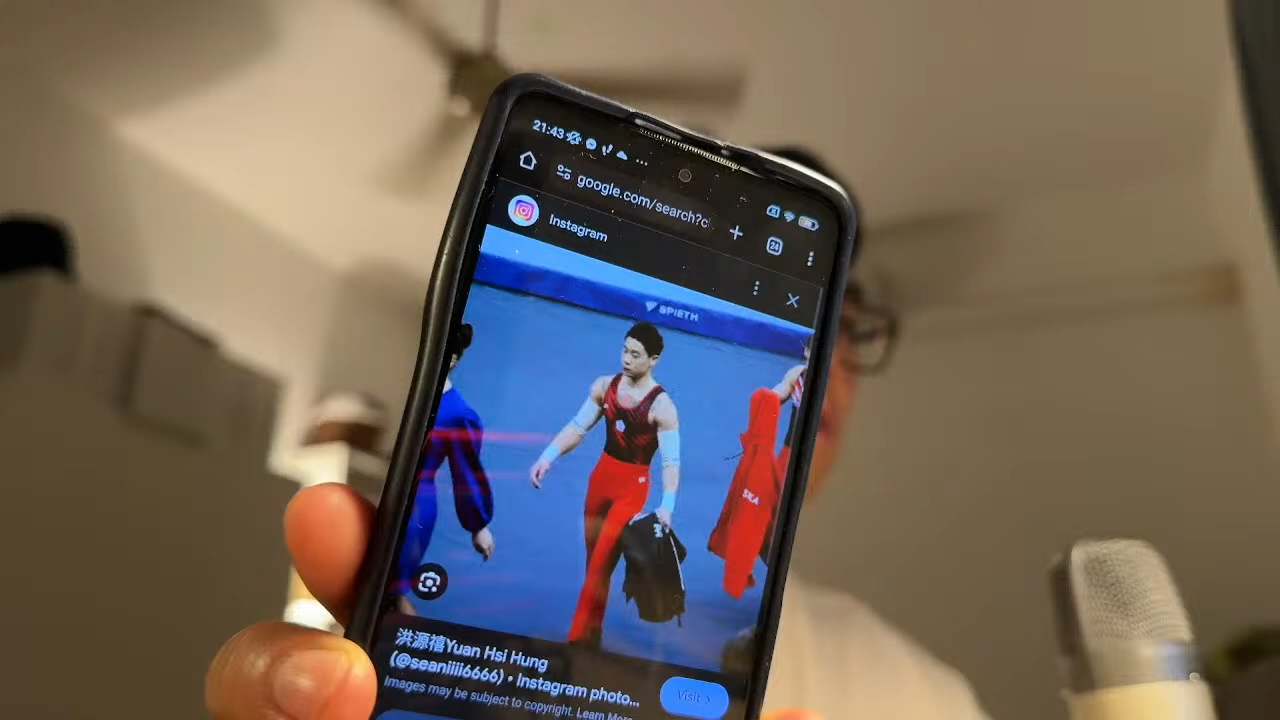 21:43
google.com/search?c
24
Instagram
SPIETH
洪源禧Yuan Hsi Hung
(@seaniiii6666) • Instagram photo...
Images may be subject to copyright. Learn More
Visit >